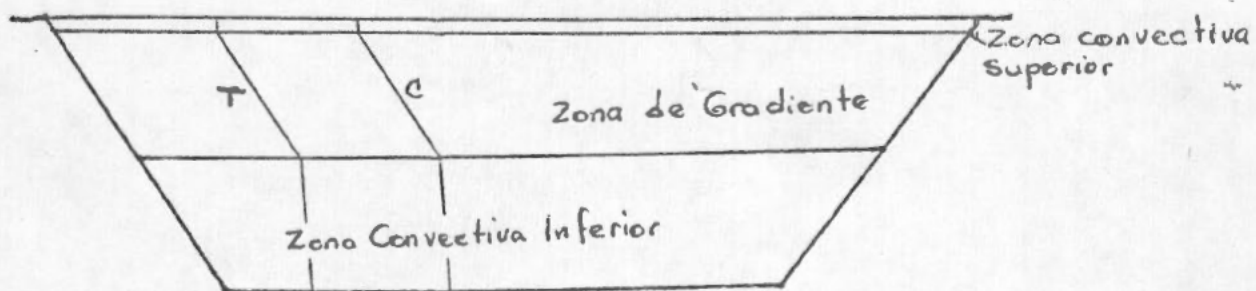 Zona convectiva
Superior
T
C
Zona de Gradiente
Zona Convectiva Inferior